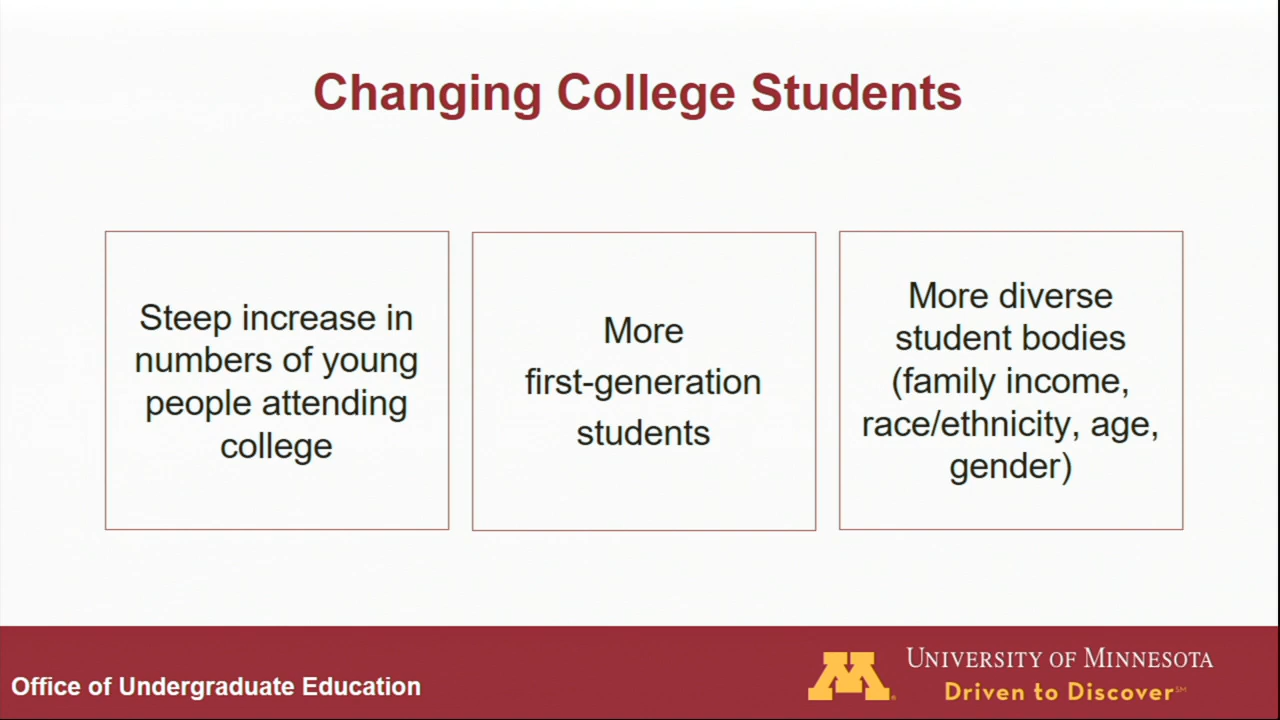 Changing College Students
Steep increase in
numbers of young
people attending
college
More
first-generation
students
More diverse
student bodies
(family income,
race/ethnicity, age,
gender)
Office of Undergraduate Education
M
UNIVERSITY OF MINNESOTA
Driven to Discover℠